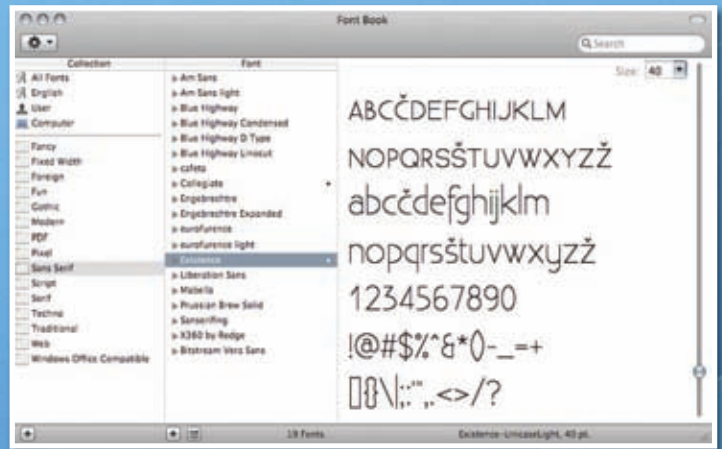 Font Book
Search
Collection
All Fonts
English
User
Computer
Fancy
Fixed Width
Foreign
Fun
Gothic
Modern
PDF
Pixel
Sans Serif
Script
Serif
Techno
Traditional
Web
Windows Office Compatible
Font
Am Sans
Am Sans light
Blue Highway
Blue Highway Condensed
Blue Highway D Type
Blue Highway Linocut
cafeta
Collegiate
Engebrechtre
Engebrechtre Expanded
eurofurence
eurofurence light
Existence
Liberation Sans
Mabella
Prussian Brew Solid
Sanserifing
X360 by Redge
Bitstream Vera Sans
Size: 40
ABCČDEFGHIJKLM
NOPQRSŠTUVWXYZŽ
abcčdefghijklm
nopqrsštuvwxyzž
1234567890
!@#$%^&*()-_=+
[]{}\|;:'",.<>/?
19 Fonts
Existence-UnicaseLight, 40 pt.